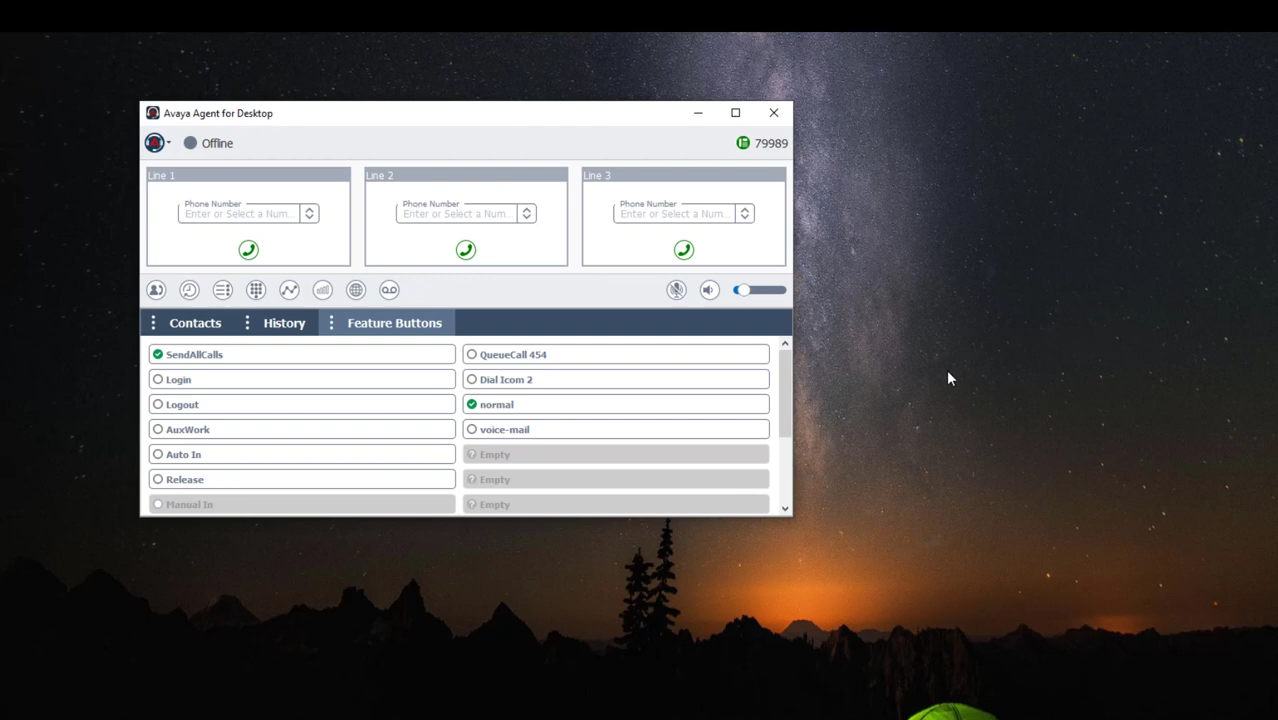 Avaya Agent for Desktop
Offline
79989
Line 1
Line 2
Line 3
Phone Number
Enter or Select a Num...
Phone Number
Enter or Select a Num...
Phone Number
Enter or Select a Num...
Contacts
History
Feature Buttons
SendAllCalls
QueueCall 454
Login
Dial Icom 2
Logout
normal
AuxWork
voice-mail
Auto In
Empty
Release
Empty
Manual In
Empty